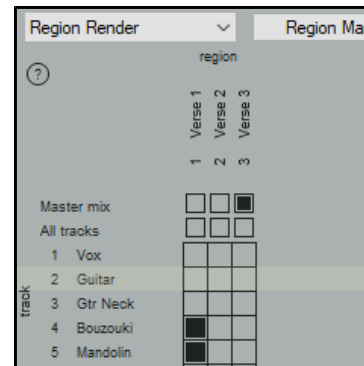 Region Render
Region Ma
region
?
Verse 1
Verse 2
Verse 3
1
2
3
Master mix
All tracks
track
1 Vox
2 Guitar
3 Gtr Neck
4 Bouzouki
5 Mandolin